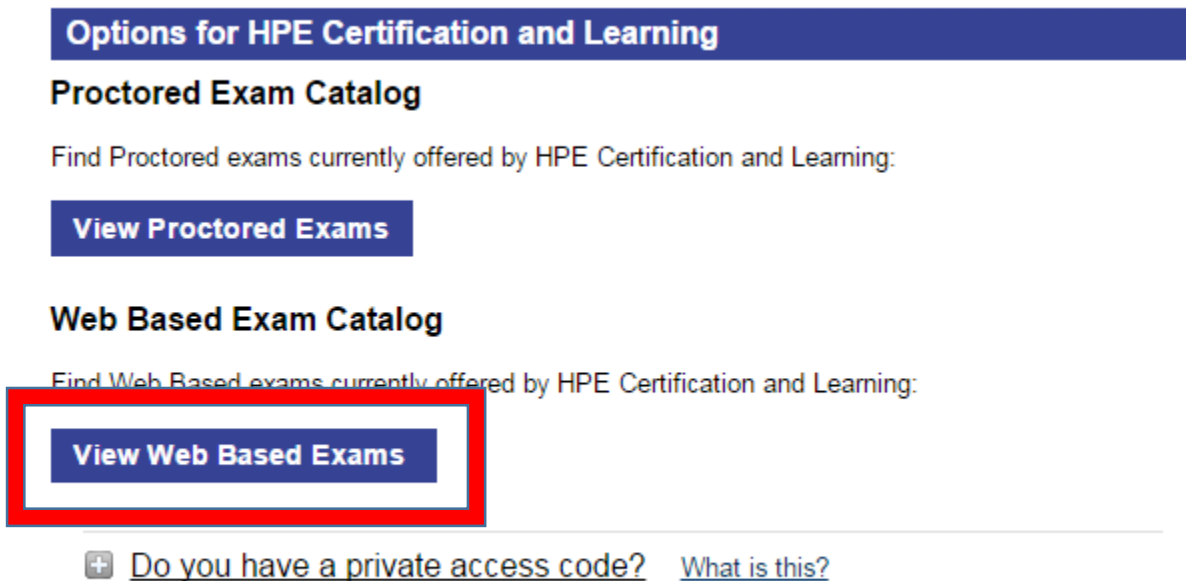 Options for HPE Certification and Learning
Proctored Exam Catalog
Find Proctored exams currently offered by HPE Certification and Learning:
View Proctored Exams
Web Based Exam Catalog
Find Web Based exams currently offered by HPE Certification and Learning:
View Web Based Exams
Do you have a private access code? What is this?